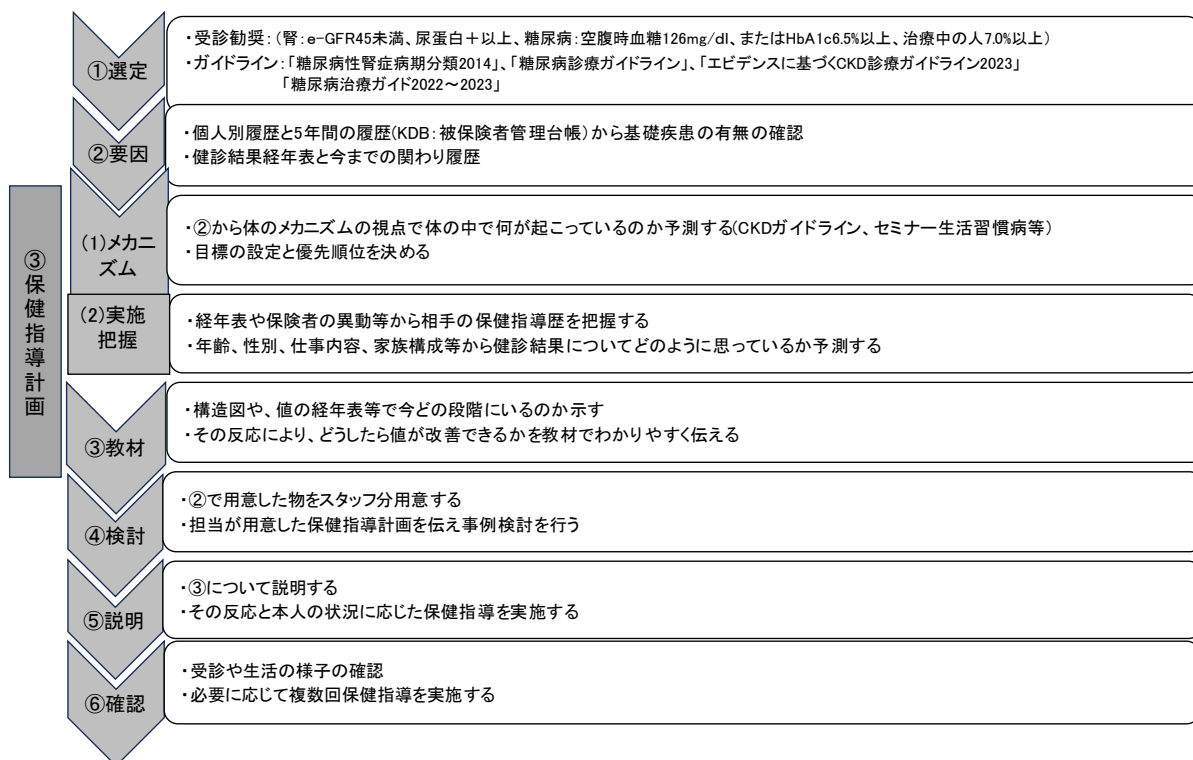 ①選定
・受診勧奨：（腎：e-GFR45未満、尿蛋白＋以上、糖尿病：空腹時血糖126mg/dl、またはHbA1c6.5%以上、治療中の人7.0%以上）
・ガイドライン：「糖尿病性腎症病期分類2014」、「糖尿病診療ガイドライン」、「エビデンスに基づくCKD診療ガイドライン2023」
「糖尿病治療ガイド2022～2023」
②要因
・個人別履歴と5年間の履歴(KDB：被保険者管理台帳)から基礎疾患の有無の確認
・健診結果経年表と今までの関わり履歴
③保健指導計画
(1)メカニ
ズム
・②から体のメカニズムの視点で体の中で何が起こっているのか予測する(CKDガイドライン、セミナー生活習慣病等)
・目標の設定と優先順位を決める
(2)実施
把握
・経年表や保険者の異動等から相手の保健指導歴を把握する
・年齢、性別、仕事内容、家族構成等から健診結果についてどのように思っているか予測する
③教材
・構造図や、値の経年表等で今どの段階にいるのか示す
・その反応により、どうしたら値が改善できるかを教材でわかりやすく伝える
④検討
・②で用意した物をスタッフ分用意する
・担当が用意した保健指導計画を伝え事例検討を行う
⑤説明
・③について説明する
・その反応と本人の状況に応じた保健指導を実施する
⑥確認
・受診や生活の様子の確認
・必要に応じて複数回保健指導を実施する